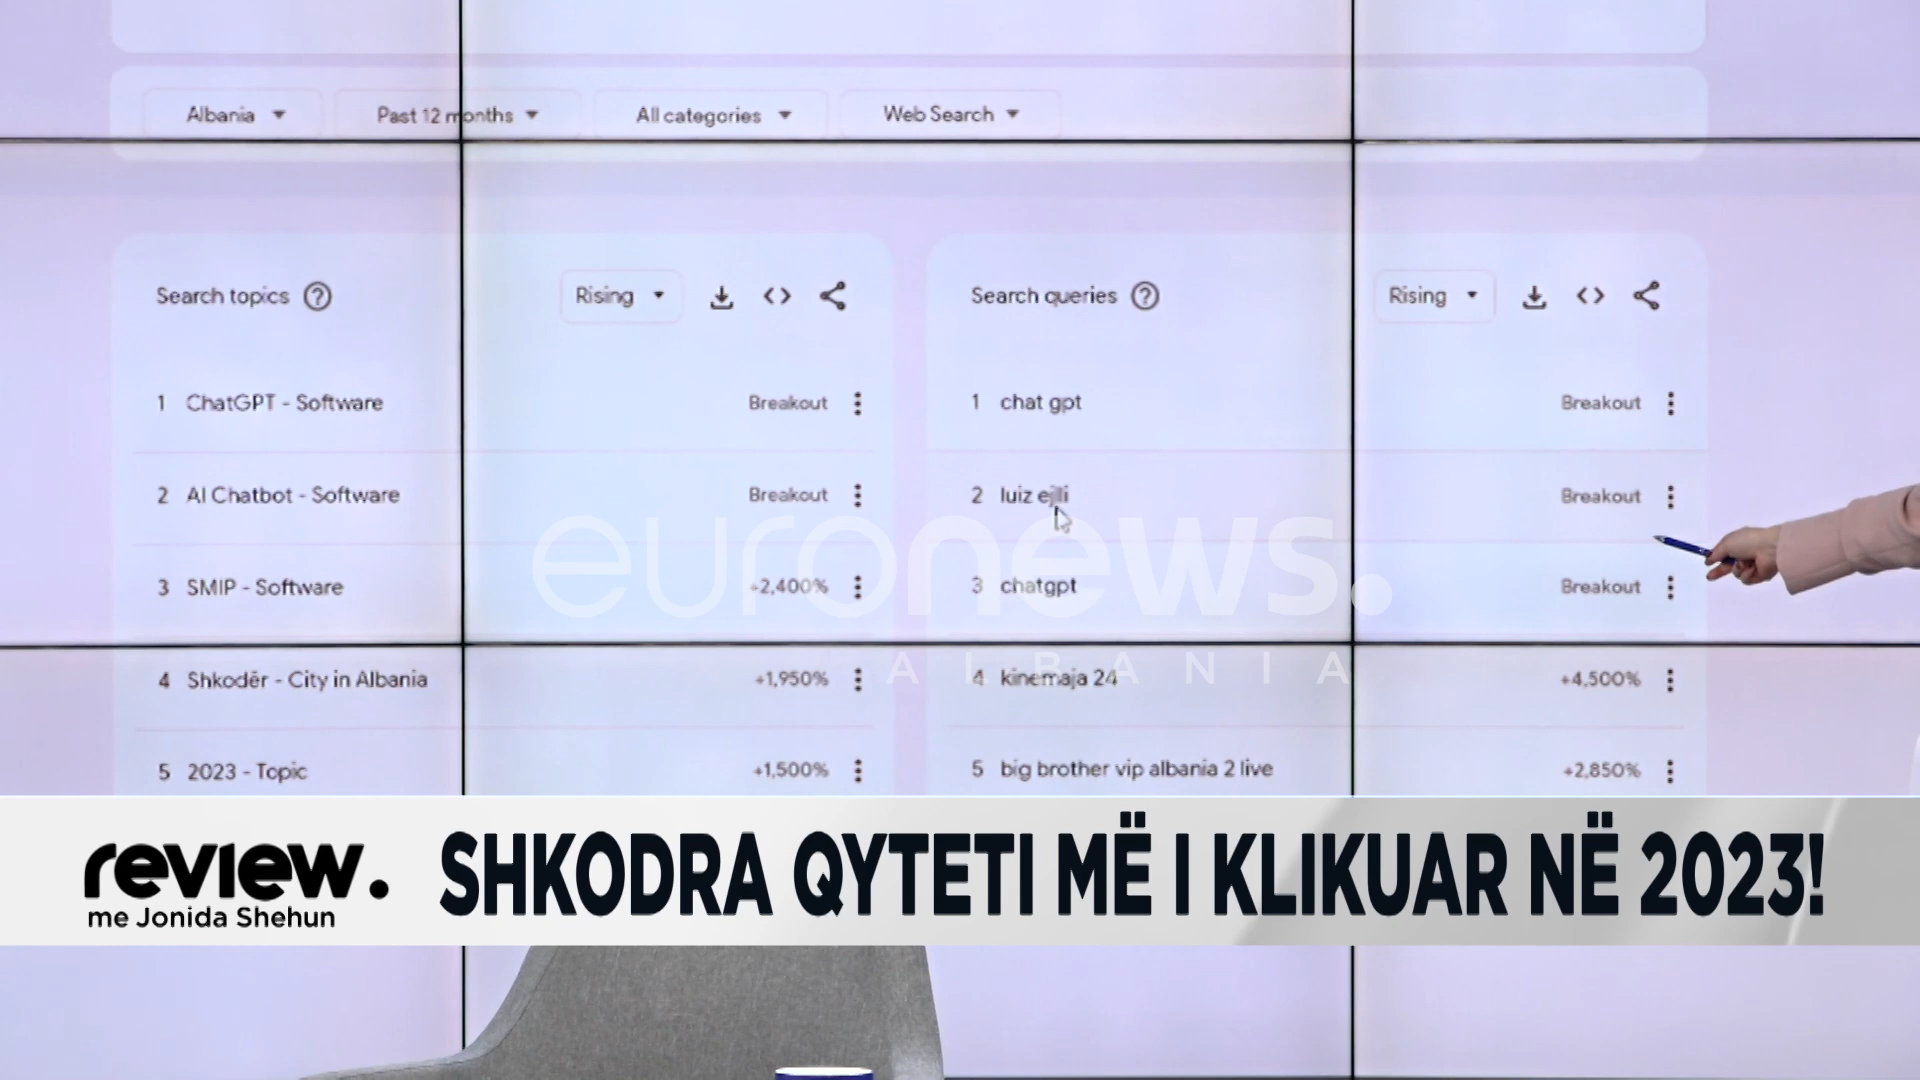 Albania Past 12 months All categories Web Search
Search topics Rising
1 ChatGPT - Software Breakout
2 AI Chatbot - Software Breakout
3 SMIP - Software +2,400%
4 Shkodër - City in Albania +1,950%
5 2023 - Topic +1,500%
Search queries Rising
1 chat gpt Breakout
2 luiz ejlli Breakout
3 chatgpt Breakout
4 kinemaja 24 +4,500%
5 big brother vip albania 2 live +2,850%
euronews.
ALBANIA
review.
me Jonida Shehun
SHKODRA QYTETI MË I KLIKUAR NË 2023!